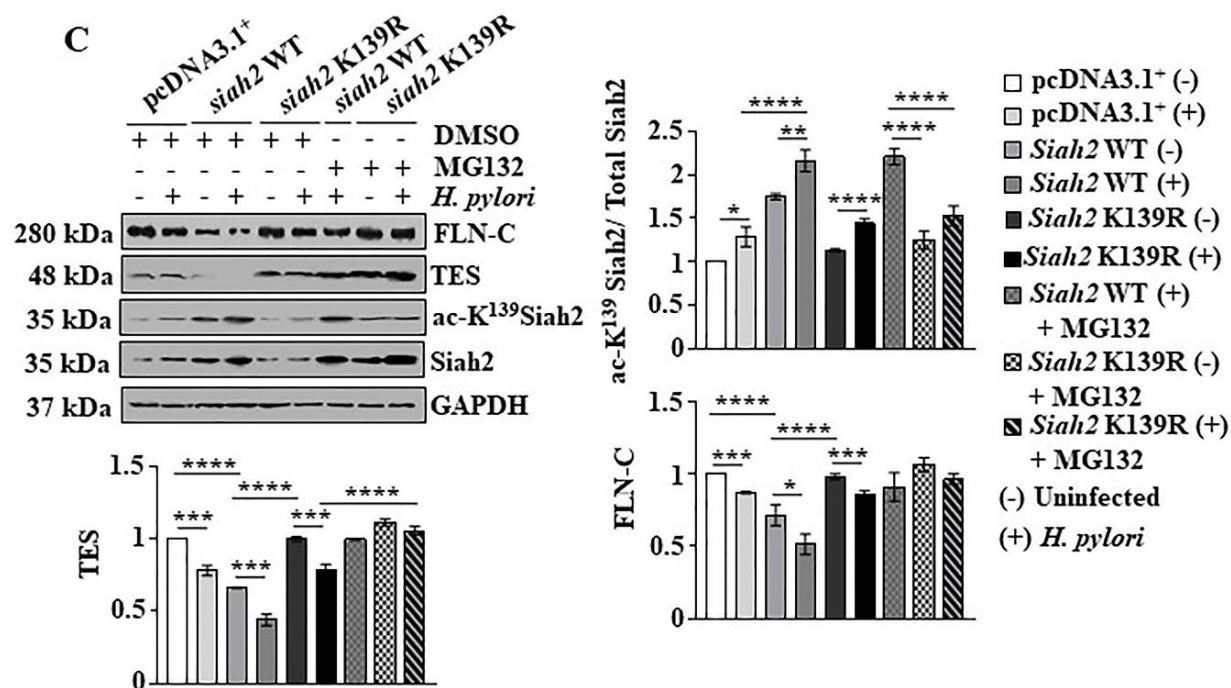 C
pcDNA3.1⁺
siah2 WT
siah2 K139R
siah2 WT
siah2 K139R
+ + + + + + - - - DMSO
- - - - - - + + + MG132
- + - + - + + - + H. pylori
280 kDa FLN-C
48 kDa TES
35 kDa ac-K¹³⁹Siah2
35 kDa Siah2
37 kDa GAPDH
TES
1.5
1
0.5
0
****
****
****
***
***
***
ac-K¹³⁹ Siah2/ Total Siah2
2.5
2
1.5
1
0.5
0
****
****
**
****
*
****
FLN-C
1.5
1
0.5
0
****
****
***
***
*
pcDNA3.1⁺ (-)
pcDNA3.1⁺ (+)
Siah2 WT (-)
Siah2 WT (+)
Siah2 K139R (-)
Siah2 K139R (+)
Siah2 WT (+)
+ MG132
Siah2 K139R (-)
+ MG132
Siah2 K139R (+)
+ MG132
(-) Uninfected
(+) H. pylori